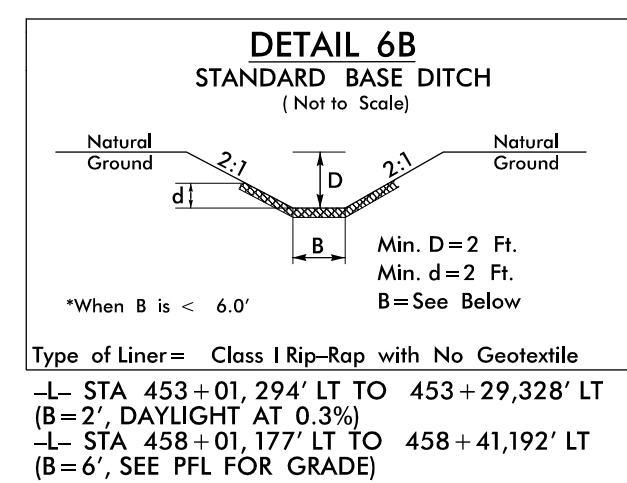 DETAIL 6B
STANDARD BASE DITCH
( Not to Scale)
Natural
Ground
2:1
2:1
Natural
Ground
D
d
B
Min. D=2 Ft.
Min. d=2 Ft.
*When B is < 6.0'
B=See Below
Type of Liner= Class I Rip-Rap with No Geotextile
-L- STA 453+01, 294' LT TO 453+29,328' LT
(B=2', DAYLIGHT AT 0.3%)
-L- STA 458+01, 177' LT TO 458+41,192' LT
(B=6', SEE PFL FOR GRADE)